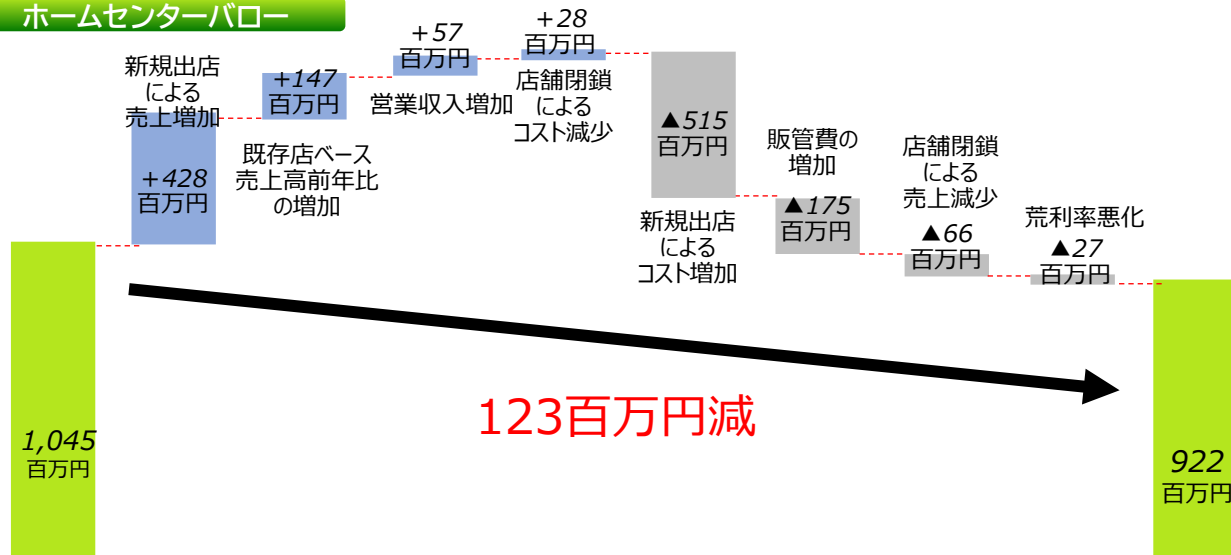 ホームセンターバロー
新規出店
による
売上増加
+428
百万円
+147
百万円
既存店ベース
売上高前年比
の増加
+57
百万円
営業収入増加
+28
百万円
店舗閉鎖
による
コスト減少
▲515
百万円
新規出店
による
コスト増加
販管費の
増加
▲175
百万円
店舗閉鎖
による
売上減少
▲66
百万円
荒利率悪化
▲27
百万円
123百万円減
1,045
百万円
922
百万円